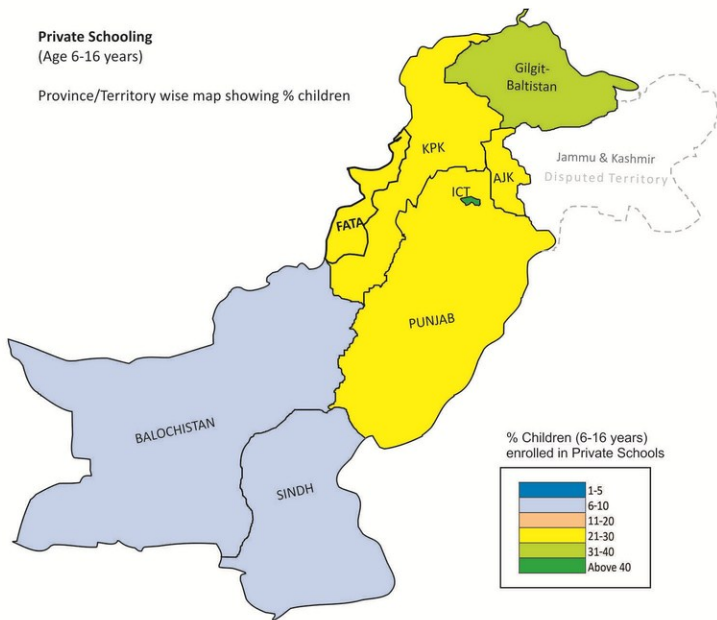 Private Schooling
(Age 6-16 years)
Province/Territory wise map showing % children
Gilgit-
Baltistan
KPK
Jammu & Kashmir
Disputed Territory
AJK
ICT
FATA
PUNJAB
BALOCHISTAN
SINDH
% Children (6-16 years)
enrolled in Private Schools
1-5
6-10
11-20
21-30
31-40
Above 40